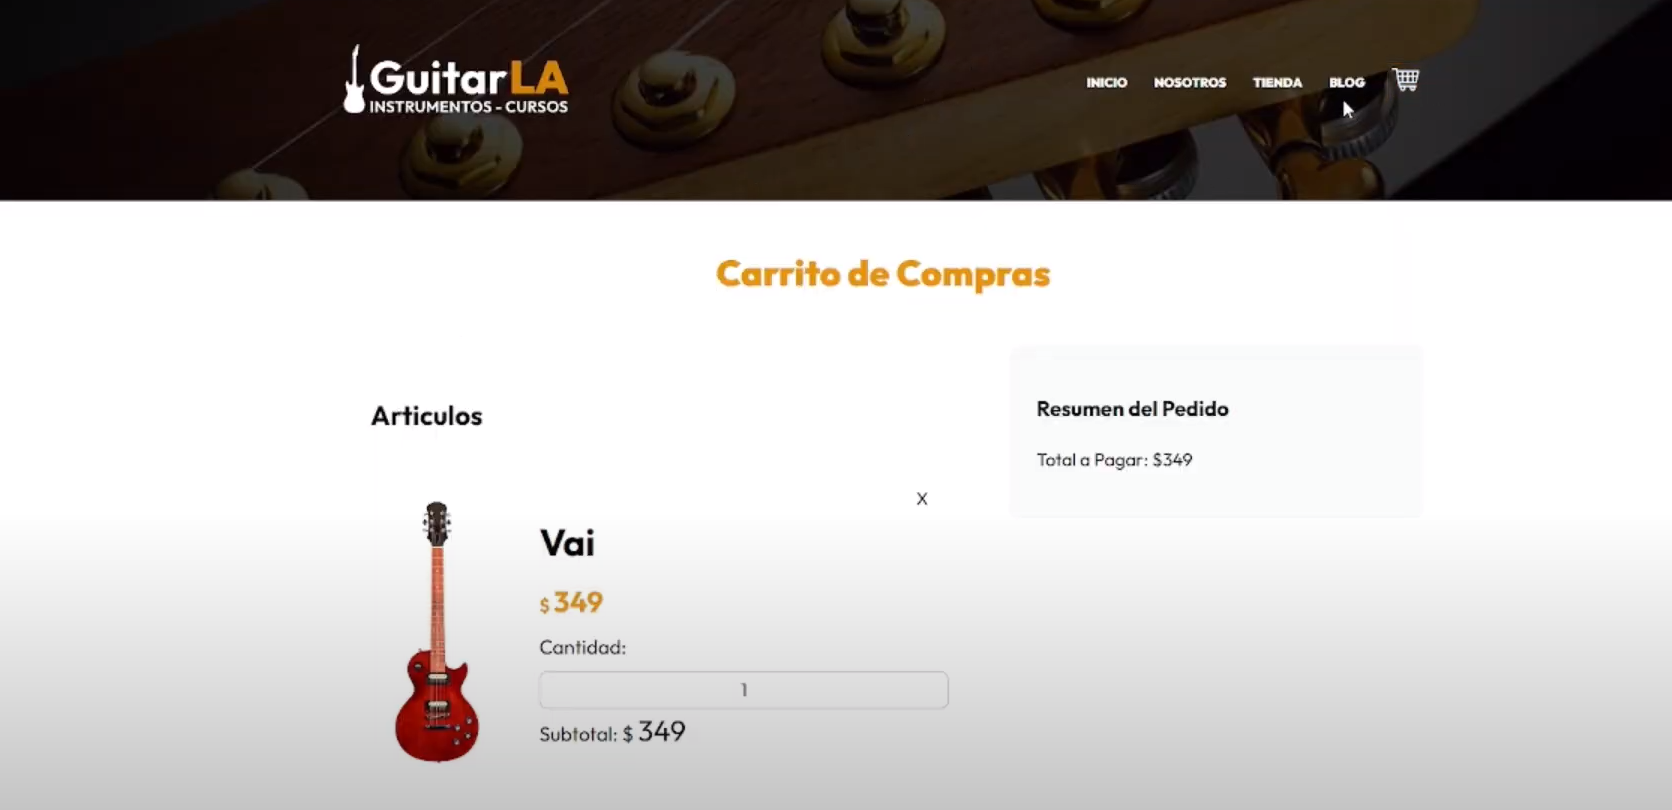 GuitarLA
INSTRUMENTOS - CURSOS
INICIO NOSOTROS TIENDA BLOG
Carrito de Compras
Articulos
Resumen del Pedido
Total a Pagar: $349
X
Vai
$ 349
Cantidad:
1
Subtotal: $ 349